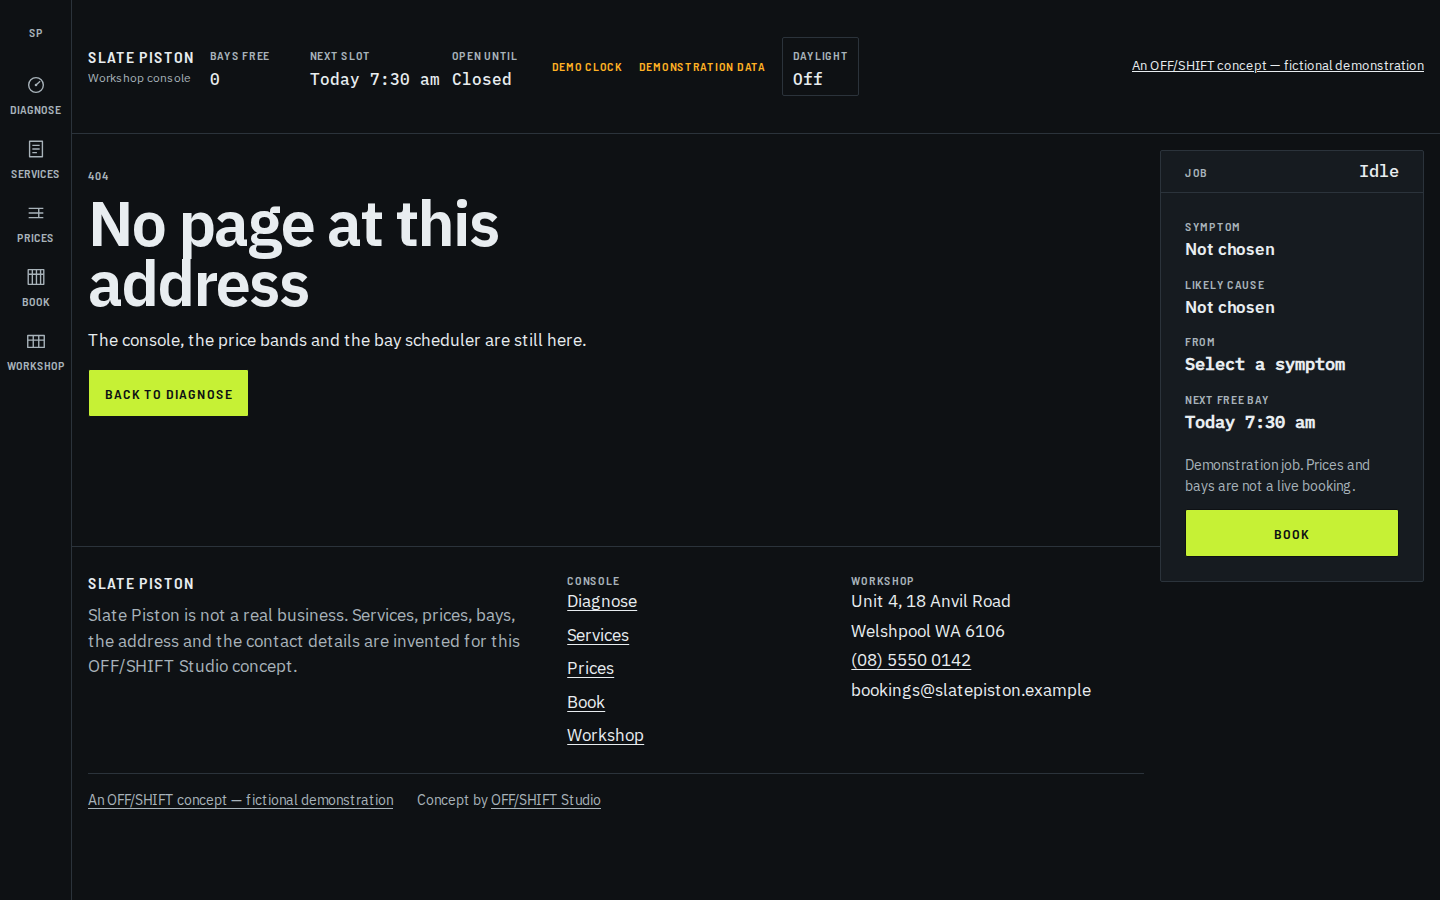 SP
DIAGNOSE
SERVICES
PRICES
BOOK
WORKSHOP
SLATE PISTON
Workshop console
BAYS FREE
0
NEXT SLOT
Today 7:30 am
OPEN UNTIL
Closed
DEMO CLOCK
DEMONSTRATION DATA
DAYLIGHT
Off
An OFF/SHIFT concept — fictional demonstration
404
No page at this
address
The console, the price bands and the bay scheduler are still here.
BACK TO DIAGNOSE
JOB
Idle
SYMPTOM
Not chosen
LIKELY CAUSE
Not chosen
FROM
Select a symptom
NEXT FREE BAY
Today 7:30 am
Demonstration job. Prices and
bays are not a live booking.
BOOK
SLATE PISTON
Slate Piston is not a real business. Services, prices, bays,
the address and the contact details are invented for this
OFF/SHIFT Studio concept.
CONSOLE
Diagnose
Services
Prices
Book
Workshop
WORKSHOP
Unit 4, 18 Anvil Road
Welshpool WA 6106
(08) 5550 0142
bookings@slatepiston.example
An OFF/SHIFT concept — fictional demonstration
Concept by OFF/SHIFT Studio